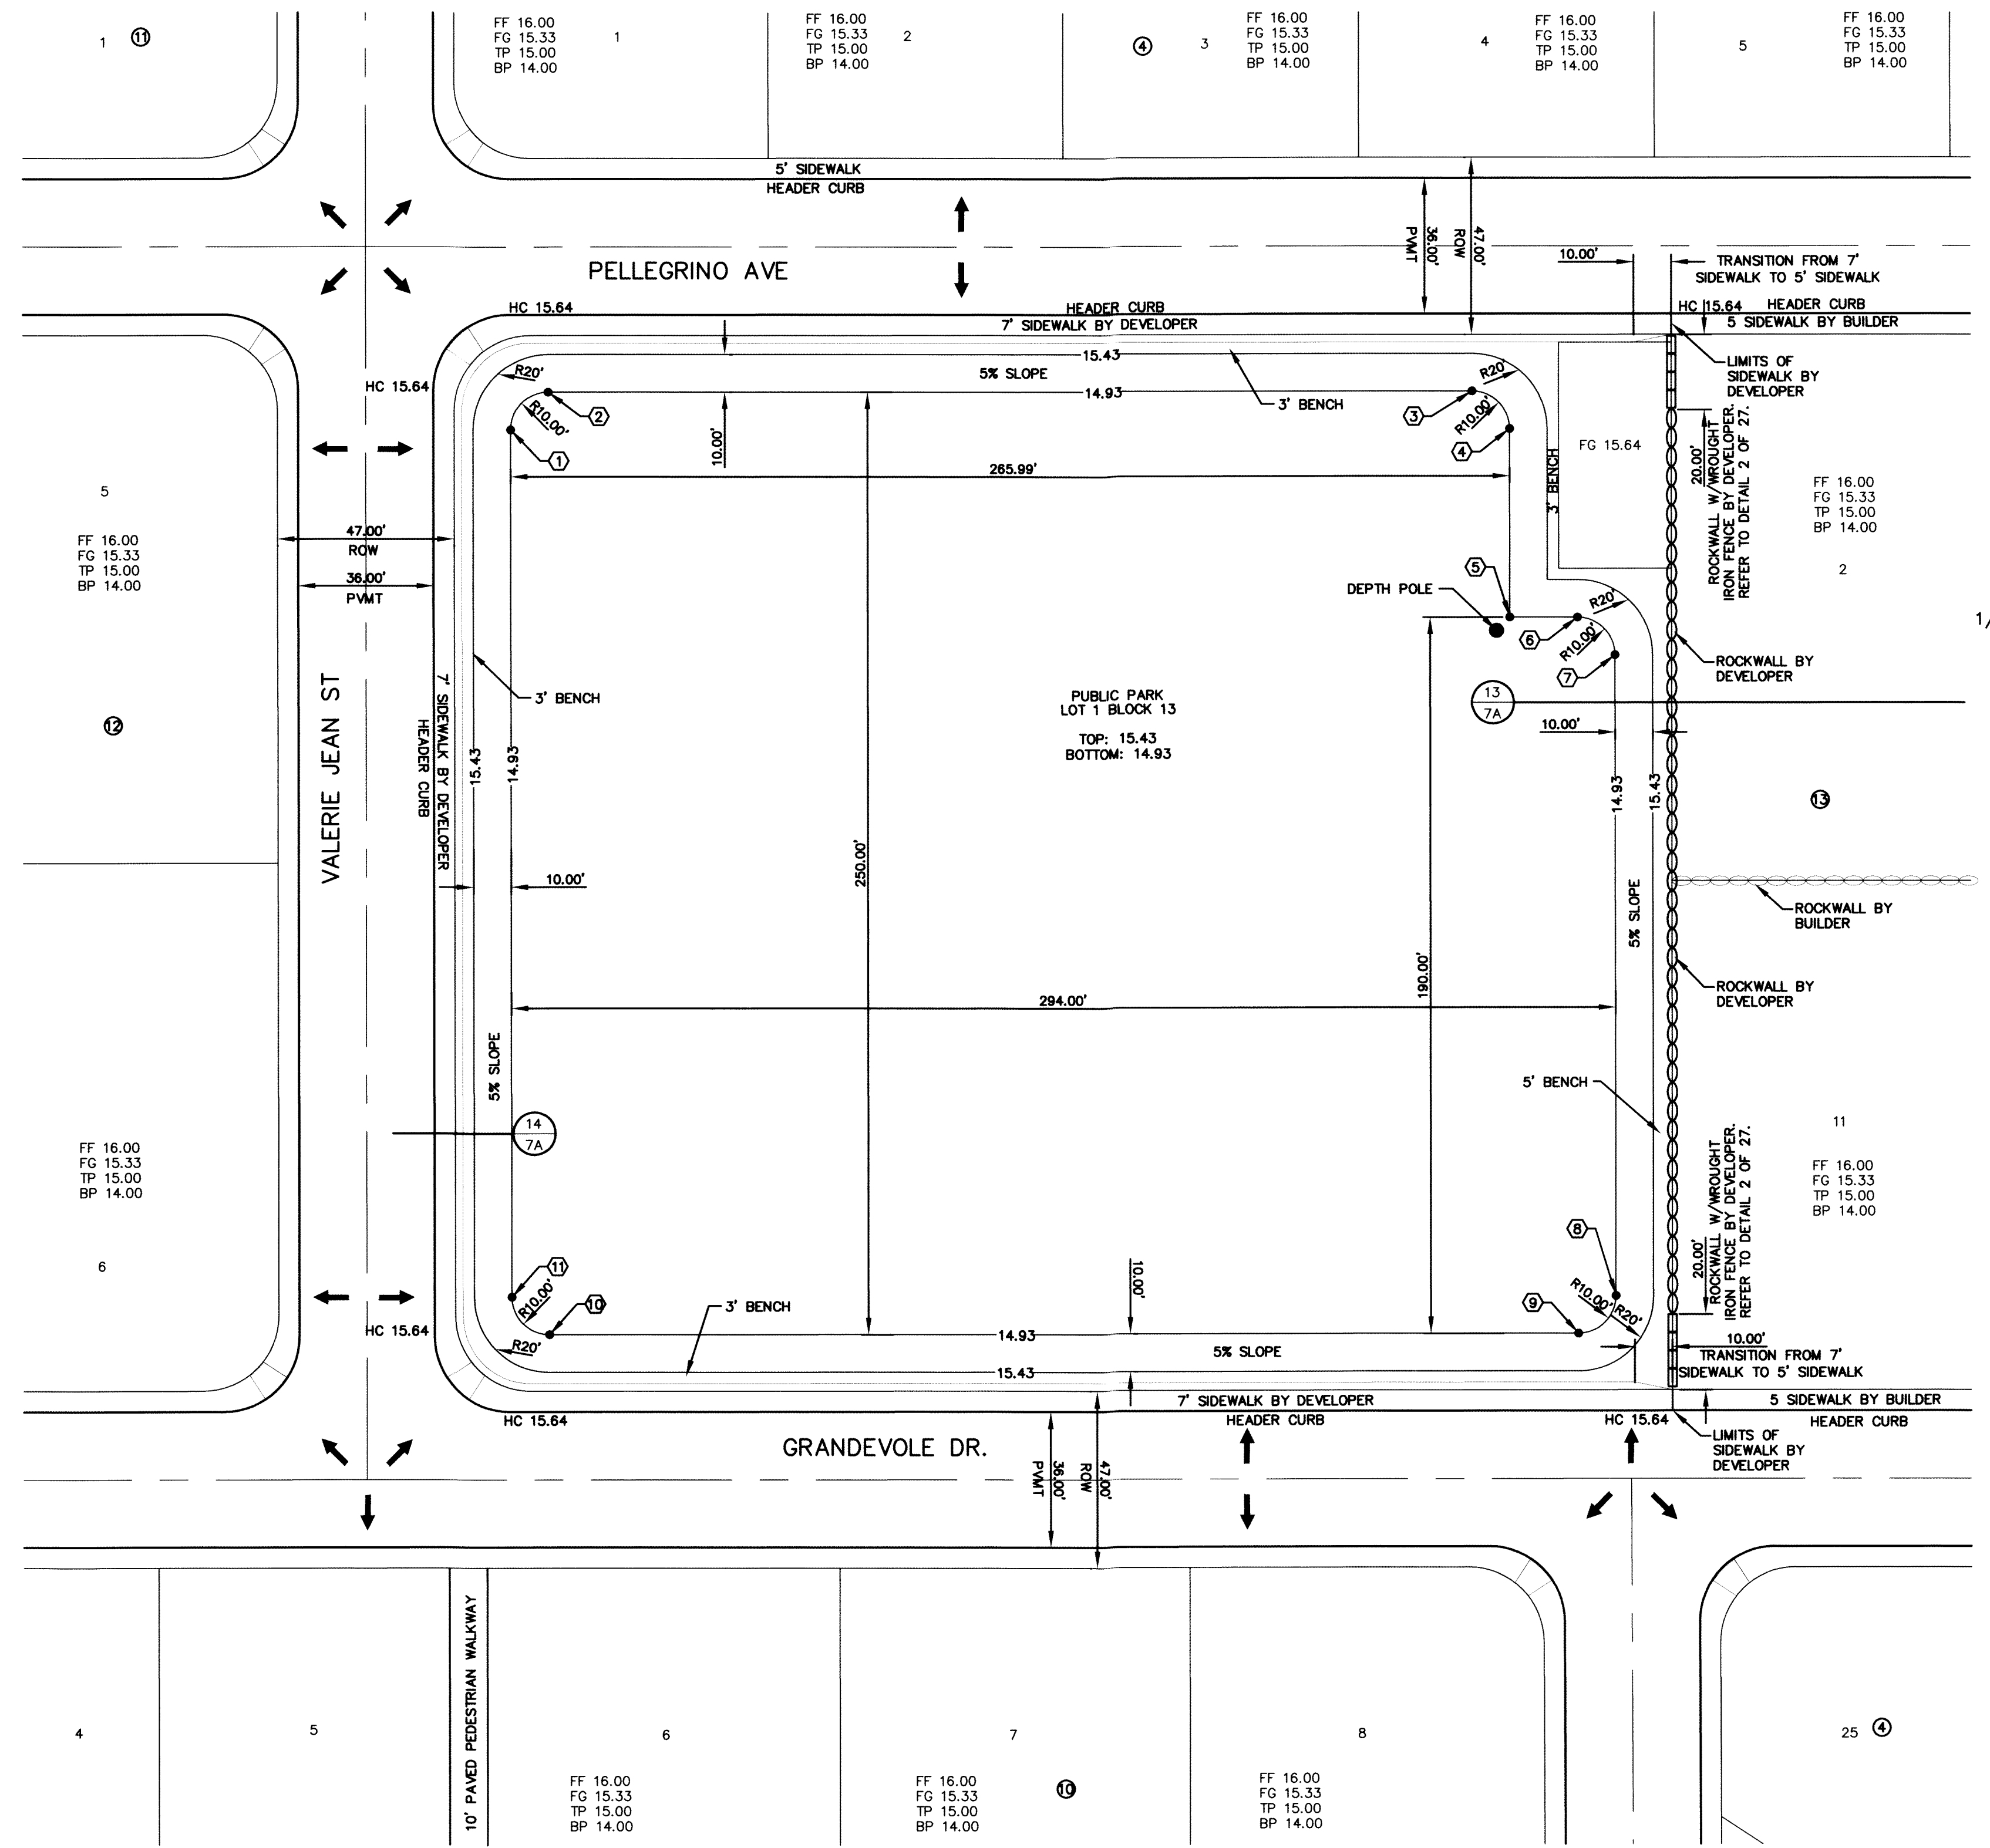 1
11
FF 16.00
FG 15.33
TP 15.00
BP 14.00
1
2
FF 16.00
FG 15.33
TP 15.00
BP 14.00
4
3
FF 16.00
FG 15.33
TP 15.00
BP 14.00
4
FF 16.00
FG 15.33
TP 15.00
BP 14.00
5
FF 16.00
FG 15.33
TP 15.00
BP 14.00
5' SIDEWALK
HEADER CURB
36.00'
PVMT
47.00'
ROW
PELLEGRINO AVE
10.00'
TRANSITION FROM 7'
SIDEWALK TO 5' SIDEWALK
HC 15.64
HEADER CURB
7' SIDEWALK BY DEVELOPER
HC 15.64
HEADER CURB
5 SIDEWALK BY BUILDER
15.43
5% SLOPE
14.93
3' BENCH
R20'
R10.00'
HC 15.64
2
1
10.00'
265.99'
R20'
R10.00'
3
4
3' BENCH
FG 15.64
LIMITS OF
SIDEWALK BY
DEVELOPER
20.00'
ROCKWALL W/WROUGHT
IRON FENCE BY DEVELOPER.
REFER TO DETAIL 2 OF 27.
FF 16.00
FG 15.33
TP 15.00
BP 14.00
2
5
FF 16.00
FG 15.33
TP 15.00
BP 14.00
47.00'
ROW
36.00'
PVMT
5
DEPTH POLE
6
R20'
R10.00'
7
1/
ROCKWALL BY
DEVELOPER
3' BENCH
PUBLIC PARK
LOT 1 BLOCK 13
TOP: 15.43
BOTTOM: 14.93
13
7A
10.00'
12
VALERIE JEAN ST
HEADER CURB
7' SIDEWALK BY DEVELOPER
15.43
14.93
14.93
15.43
13
10.00'
250.00'
190.00'
5% SLOPE
ROCKWALL BY
BUILDER
ROCKWALL BY
DEVELOPER
294.00'
5% SLOPE
5' BENCH
14
7A
11
FF 16.00
FG 15.33
TP 15.00
BP 14.00
6
FF 16.00
FG 15.33
TP 15.00
BP 14.00
20.00'
ROCKWALL W/WROUGHT
IRON FENCE BY DEVELOPER.
REFER TO DETAIL 2 OF 27.
11
R10.00'
10
R20'
3' BENCH
HC 15.64
10.00'
8
9
R10.00'
R20'
14.93
5% SLOPE
15.43
10.00'
TRANSITION FROM 7'
SIDEWALK TO 5' SIDEWALK
7' SIDEWALK BY DEVELOPER
HEADER CURB
5 SIDEWALK BY BUILDER
HEADER CURB
HC 15.64
HC 15.64
LIMITS OF
SIDEWALK BY
DEVELOPER
GRANDEVOLE DR.
36.00'
PVMT
47.00'
ROW
10' PAVED PEDESTRIAN WALKWAY
4
5
6
FF 16.00
FG 15.33
TP 15.00
BP 14.00
7
FF 16.00
FG 15.33
TP 15.00
BP 14.00
10
8
FF 16.00
FG 15.33
TP 15.00
BP 14.00
25
4